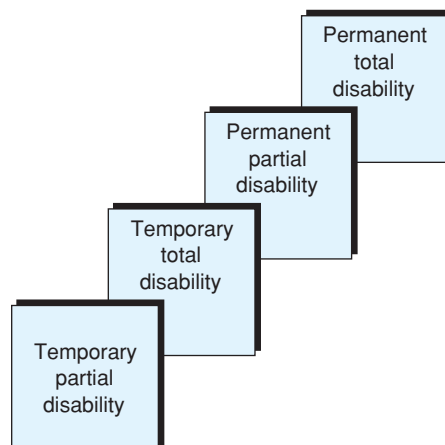 Permanent
total
disability
Permanent
partial
disability
Temporary
total
disability
Temporary
partial
disability